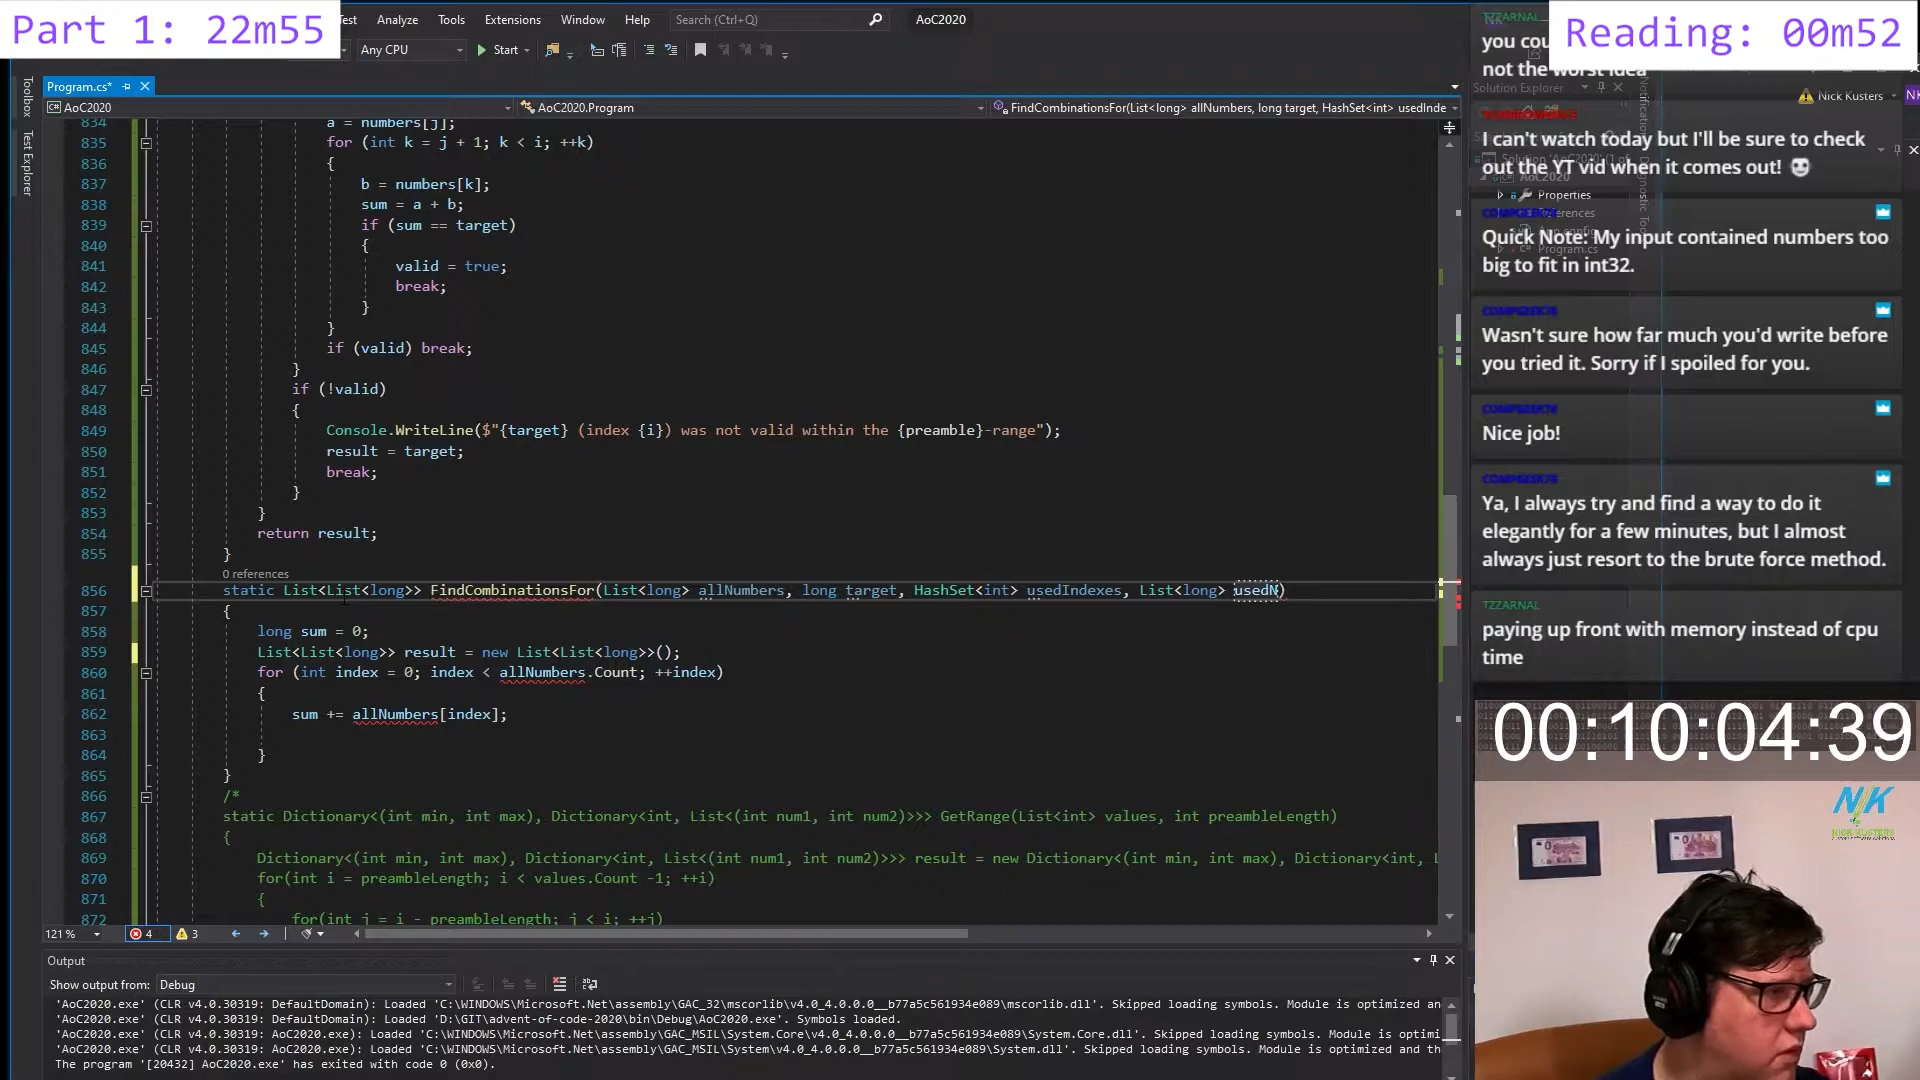 Part 1: 22m55
Test
Analyze
Tools
Extensions
Window
Help
Search (Ctrl+Q)
AoC2020
Any CPU
Start
Reading: 00m52
Toolbox
Test Explorer
Program.cs*
AoC2020
AoC2020.Program
FindCombinationsFor(List<long> allNumbers, long target, HashSet<int> usedInde
834 a = numbers[j];
835 for (int k = j + 1; k < i; ++k)
836 {
837 b = numbers[k];
838 sum = a + b;
839 if (sum == target)
840 {
841 valid = true;
842 break;
843 }
844 }
845 if (valid) break;
846 }
847 if (!valid)
848 {
849 Console.WriteLine($"{target} (index {i}) was not valid within the {preamble}-range");
850 result = target;
851 break;
852 }
853 }
854 return result;
855 }
0 references
856 static List<List<long>> FindCombinationsFor(List<long> allNumbers, long target, HashSet<int> usedIndexes, List<long> usedN)
857 {
858 long sum = 0;
859 List<List<long>> result = new List<List<long>>();
860 for (int index = 0; index < allNumbers.Count; ++index)
861 {
862 sum += allNumbers[index];
863
864 }
865 }
866 /*
867 static Dictionary<(int min, int max), Dictionary<int, List<(int num1, int num2)>>> GetRange(List<int> values, int preambleLength)
868 {
869 Dictionary<(int min, int max), Dictionary<int, List<(int num1, int num2)>>> result = new Dictionary<(int min, int max), Dictionary<int, L
870 for(int i = preambleLength; i < values.Count -1; ++i)
871 {
872 for(int j = i - preambleLength; j < i; ++j)
121 %
4
3
Output
Show output from: Debug
'AoC2020.exe' (CLR v4.0.30319: DefaultDomain): Loaded 'C:\WINDOWS\Microsoft.Net\assembly\GAC_32\mscorlib\v4.0_4.0.0.0__b77a5c561934e089\mscorlib.dll'. Skipped loading symbols. Module is optimized an
'AoC2020.exe' (CLR v4.0.30319: DefaultDomain): Loaded 'D:\GIT\advent-of-code-2020\bin\Debug\AoC2020.exe'. Symbols loaded.
'AoC2020.exe' (CLR v4.0.30319: AoC2020.exe): Loaded 'C:\WINDOWS\Microsoft.Net\assembly\GAC_MSIL\System.Core\v4.0_4.0.0.0__b77a5c561934e089\System.Core.dll'. Skipped loading symbols. Module is optimi
'AoC2020.exe' (CLR v4.0.30319: AoC2020.exe): Loaded 'C:\WINDOWS\Microsoft.Net\assembly\GAC_MSIL\System\v4.0_4.0.0.0__b77a5c561934e089\System.dll'. Skipped loading symbols. Module is optimized and th
The program '[20432] AoC2020.exe' has exited with code 0 (0x0).
TZZARNAL
you cou
not the worst idea
Solution Explorer
Nick Kusters
NK
I can't watch today but I'll be sure to check
out the YT vid when it comes out!
Properties
Quick Note: My input contained numbers too
big to fit in int32.
Wasn't sure how far much you'd write before
you tried it. Sorry if I spoiled for you.
Nice job!
Ya, I always try and find a way to do it
elegantly for a few minutes, but I almost
always just resort to the brute force method.
TZZARNAL
paying up front with memory instead of cpu
time
00:10:04:39
NK
NICK KUSTERS